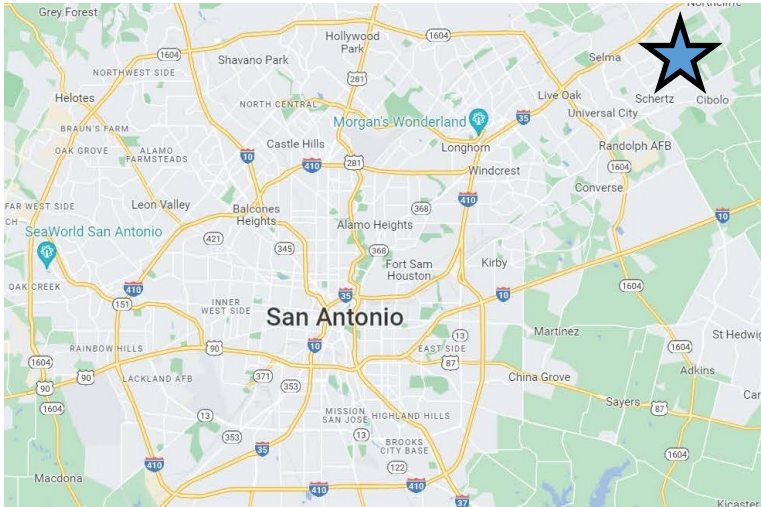 Northcliffe
Grey Forest
Hollywood
Park
1604
1604
Shavano Park
Selma
NORTHWEST SIDE
281
Live Oak
Schertz
Cibolo
Helotes
NORTH CENTRAL
Universal City
Morgan's Wonderland
35
BRAUN'S FARM
OAK GROVE
ALAMO
FARMSTEADS
Castle Hills
Longhorn
Randolph AFB
10
410
281
Windcrest
1604
Converse
FAR WEST SIDE
CH
Leon Valley
Balcones
Heights
368
410
10
SeaWorld San Antonio
421
345
Alamo Heights
368
Fort Sam
Houston
Kirby
OAK CREEK
410
151
35
10
1604
INNER
WEST SIDE
San Antonio
10
13
Martinez
St Hedwig
RAINBOW HILLS
90
EAST SIDE
87
1604
1604
90
90
LACKLAND AFB
371
353
China Grove
Adkins
1604
13
353
MISSION
SAN JOSE
HIGHLAND HILLS
Sayers
87
13
35
BROOKS
CITY BASE
122
410
1604
Macdona
410
410
37
Kicaster